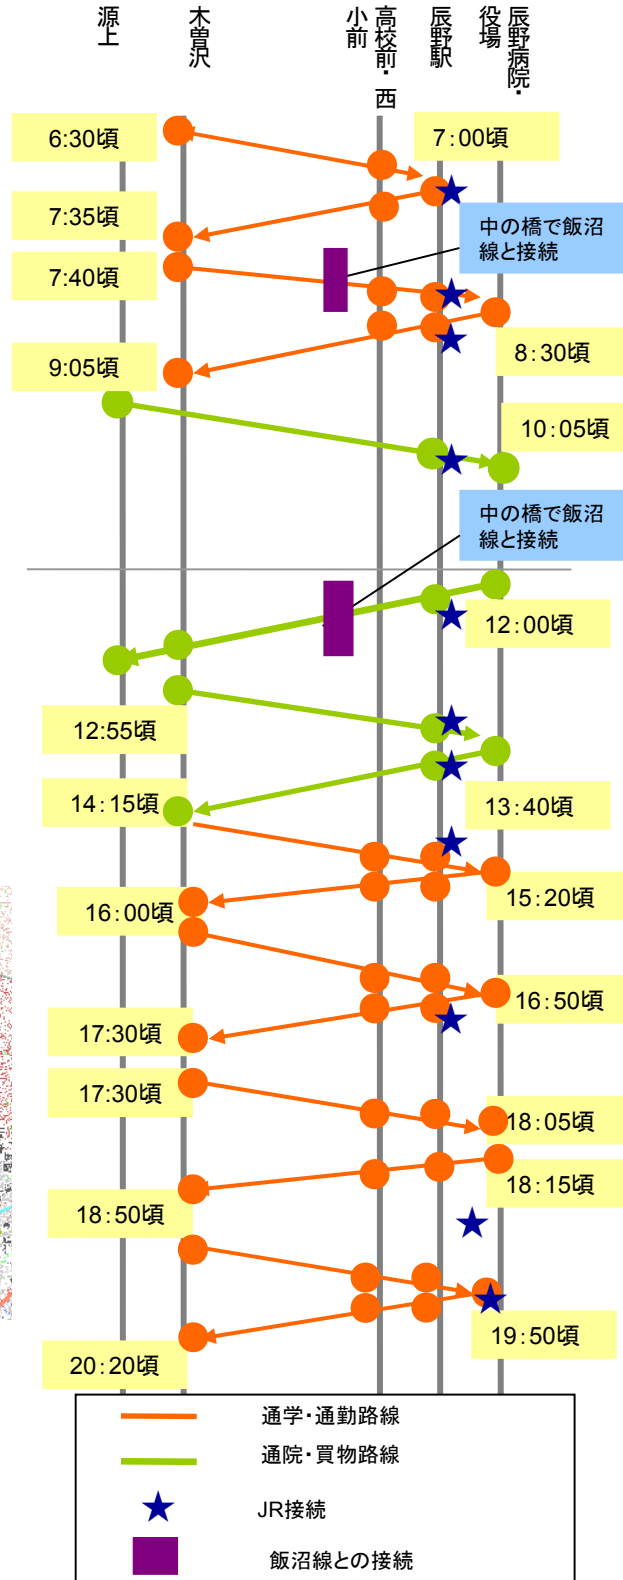 源上
木曽沢
高校前・西
小前
辰野駅
辰野病院・
役場
6:30頃
7:00頃
7:35頃
中の橋で飯沼
線と接続
7:40頃
8:30頃
9:05頃
10:05頃
中の橋で飯沼
線と接続
12:00頃
12:55頃
13:40頃
14:15頃
15:20頃
16:00頃
16:50頃
17:30頃
17:30頃
18:05頃
18:15頃
18:50頃
19:50頃
20:20頃
通学・通勤路線
通院・買物路線
JR接続
飯沼線との接続